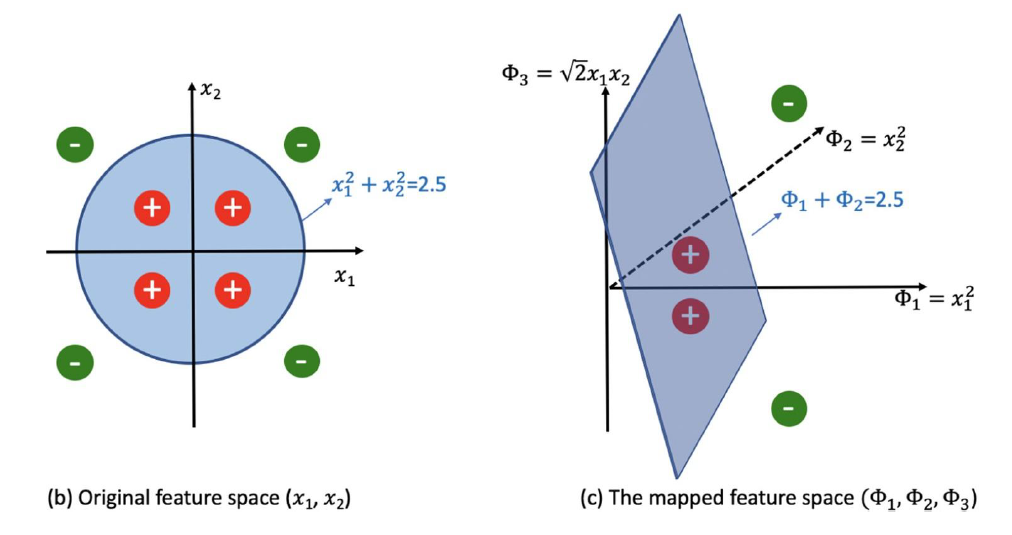 x₂
-
-
+
+
x₁² + x₂²=2.5
x₁
+
+
-
-
(b) Original feature space (x₁, x₂)
Φ₃ = √2x₁x₂
-
Φ₂ = x₂²
Φ₁ + Φ₂=2.5
+
Φ₁ = x₁²
+
-
(c) The mapped feature space (Φ₁, Φ₂, Φ₃)